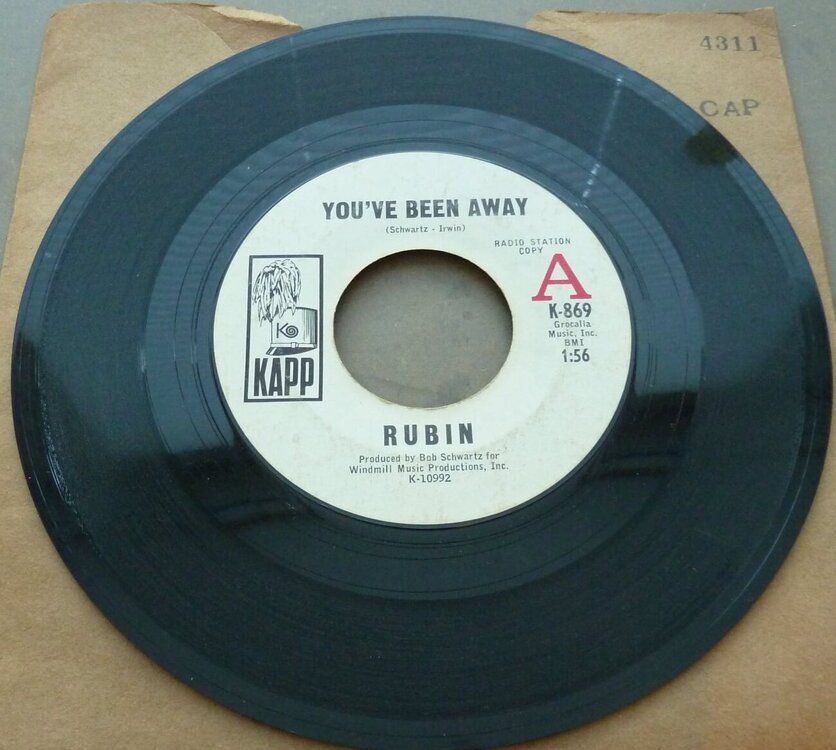 4311
CAP
YOU'VE BEEN AWAY
(Schwartz - Irwin)
RADIO STATION
COPY
A
K-869
Grocalla
Music, Inc.
BMI
1:56
K
KAPP
RUBIN
Produced by Bob Schwartz for
Windmill Music Productions, Inc.
K-10992